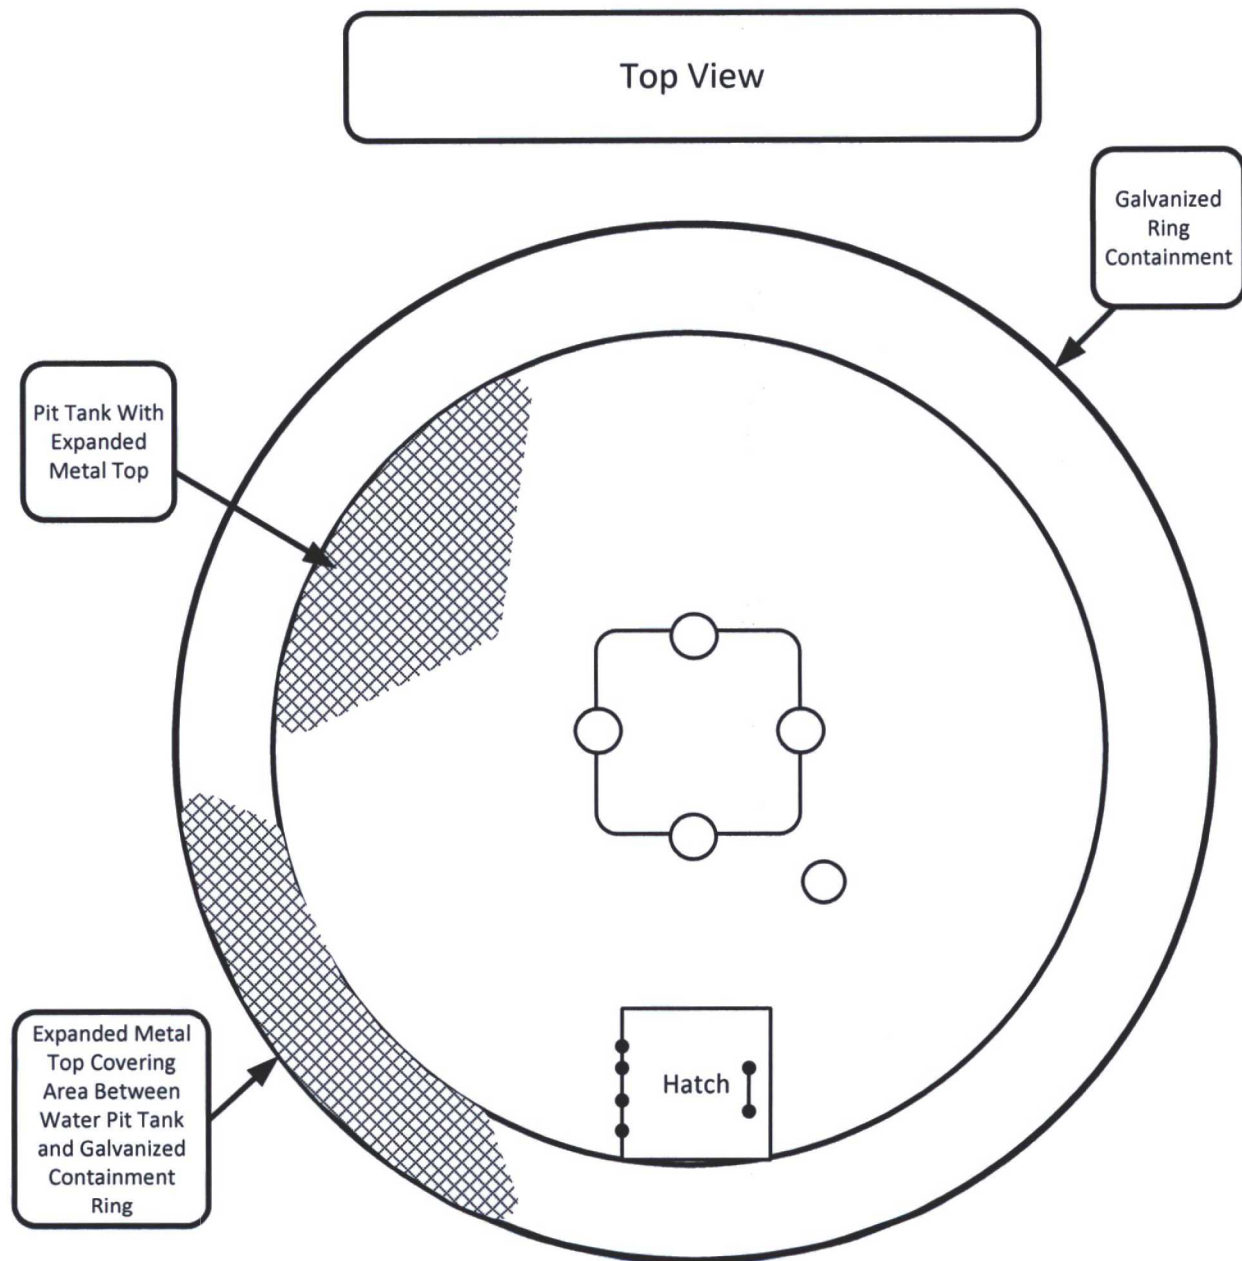 Top View
Galvanized
Ring
Containment
Pit Tank With
Expanded
Metal Top
Expanded Metal
Top Covering
Area Between
Water Pit Tank
and Galvanized
Containment
Ring
Hatch